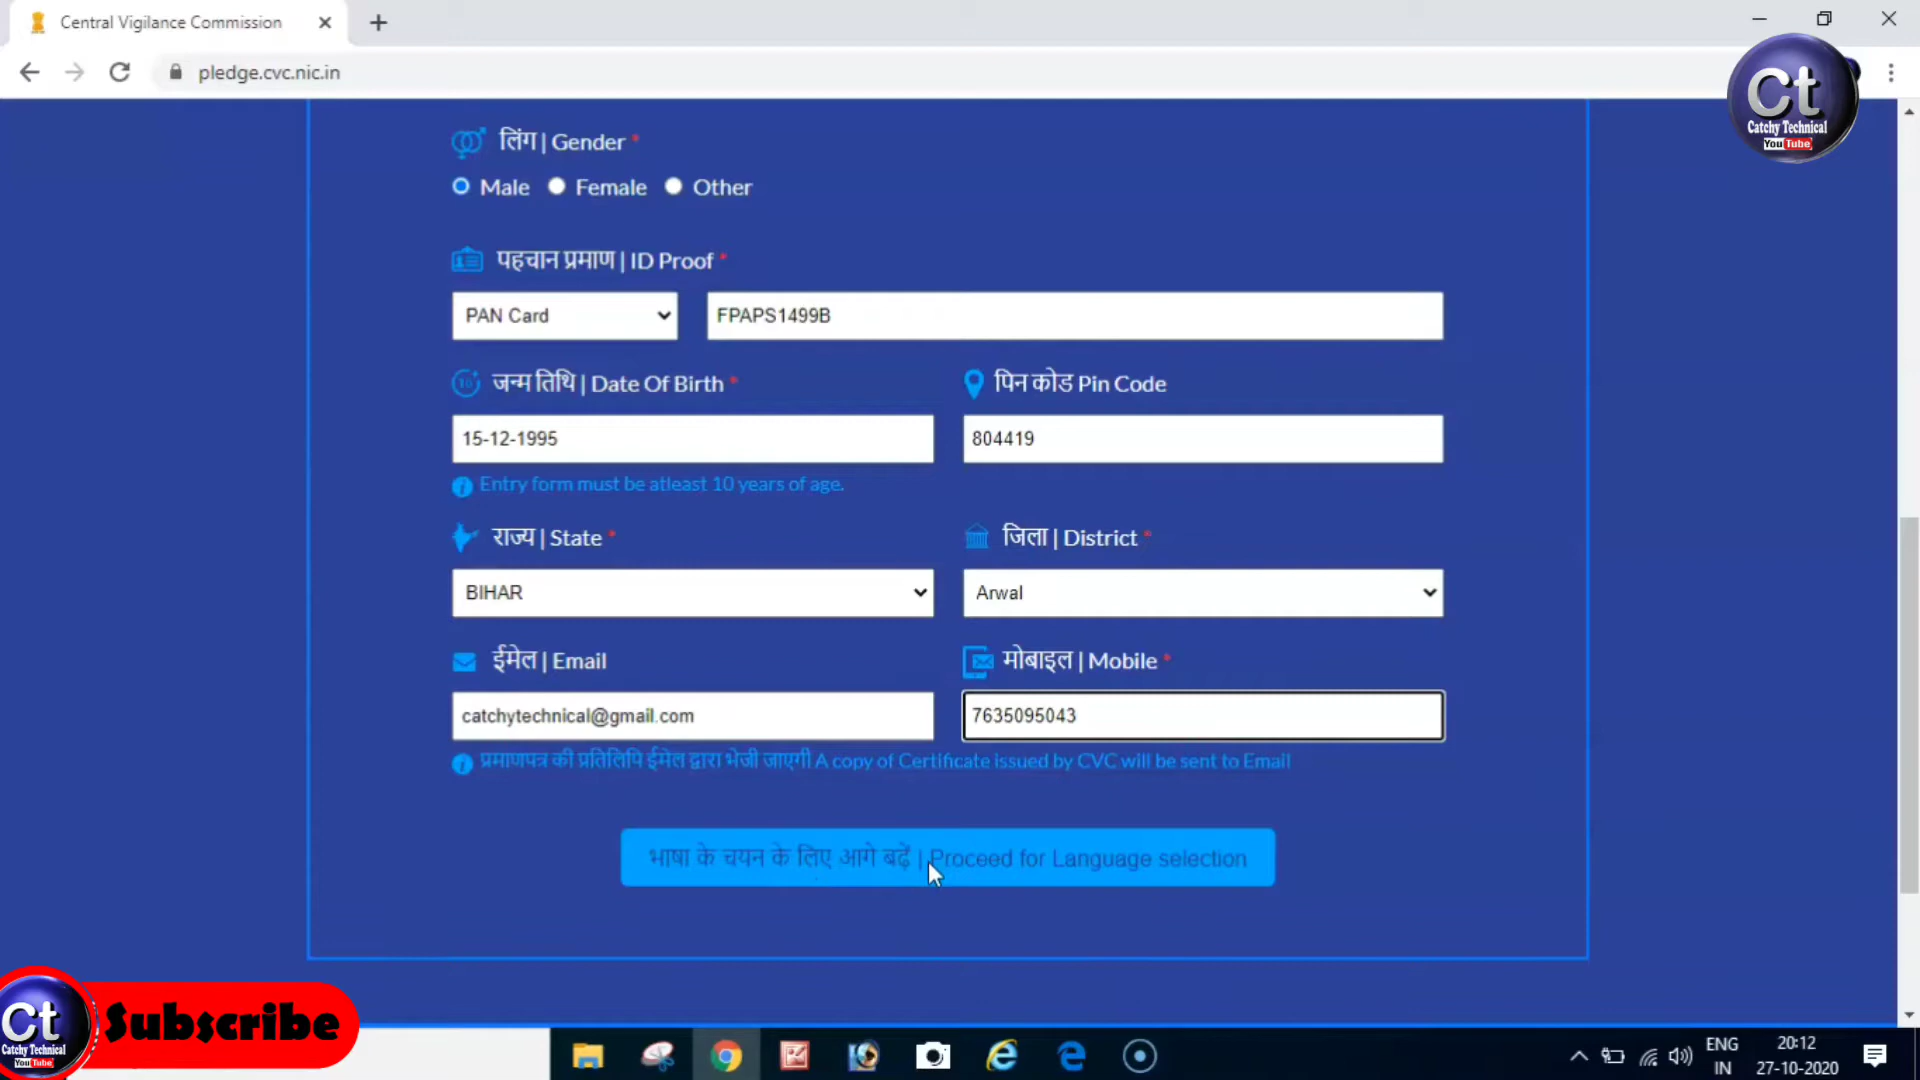 Central Vigilance Commission
pledge.cvc.nic.in
Ct
Catchy Technical
YouTube
लिंग | Gender *
Male Female Other
पहचान प्रमाण | ID Proof *
PAN Card FPAPS1499B
जन्म तिथि | Date Of Birth * पिन कोड Pin Code
15-12-1995 804419
Entry form must be atleast 10 years of age.
राज्य | State * जिला | District *
BIHAR Arwal
ईमेल | Email मोबाइल | Mobile *
catchytechnical@gmail.com 7635095043
प्रमाणपत्र की प्रतिलिपि ईमेल द्वारा भेजी जाएगी A copy of Certificate issued by CVC will be sent to Email
भाषा के चयन के लिए आगे बढ़ें | Proceed for Language selection
Ct
Catchy Technical
YouTube
Subscribe
ENG
IN
20:12
27-10-2020